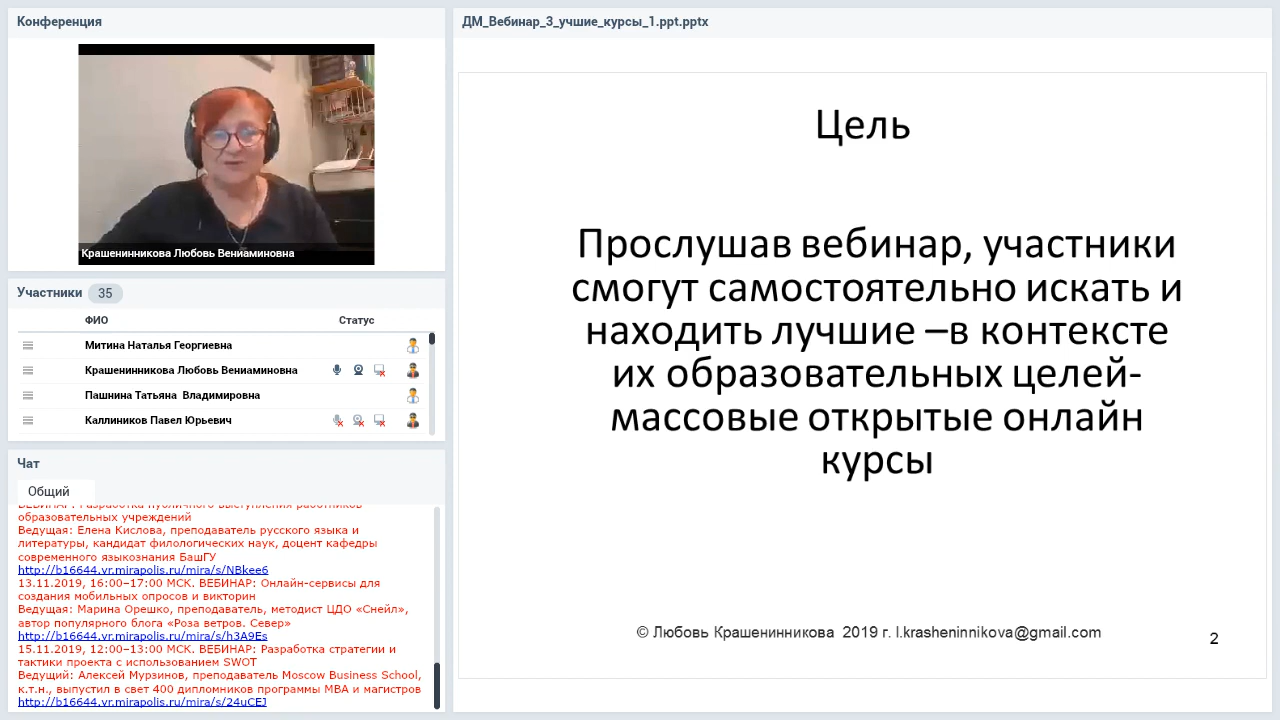 Конференция
Крашенинникова Любовь Вениаминовна
Участники 35
ФИО Статус
Митина Наталья Георгиевна
Крашенинникова Любовь Вениаминовна
Пашнина Татьяна Владимировна
Каллиников Павел Юрьевич
Чат
Общий
ВЕБИНАР: Разработка публичного выступления работников
образовательных учреждений
Ведущая: Елена Кислова, преподаватель русского языка и
литературы, кандидат филологических наук, доцент кафедры
современного языкознания БашГУ
http://b16644.vr.mirapolis.ru/mira/s/NBkee6
13.11.2019, 16:00–17:00 МСК. ВЕБИНАР: Онлайн-сервисы для
создания мобильных опросов и викторин
Ведущая: Марина Орешко, преподаватель, методист ЦДО «Снейл»,
автор популярного блога «Роза ветров. Север»
http://b16644.vr.mirapolis.ru/mira/s/h3A9Es
15.11.2019, 12:00–13:00 МСК. ВЕБИНАР: Разработка стратегии и
тактики проекта с использованием SWOT
Ведущий: Алексей Мурзинов, преподаватель Moscow Business School,
к.т.н., выпустил в свет 400 дипломников программы МВА и магистров
http://b16644.vr.mirapolis.ru/mira/s/24uCEJ
ДМ_Вебинар_3_учшие_курсы_1.ppt.pptx
Цель
Прослушав вебинар, участники
смогут самостоятельно искать и
находить лучшие –в контексте
их образовательных целей-
массовые открытые онлайн
курсы
© Любовь Крашенинникова 2019 г. l.krasheninnikova@gmail.com
2